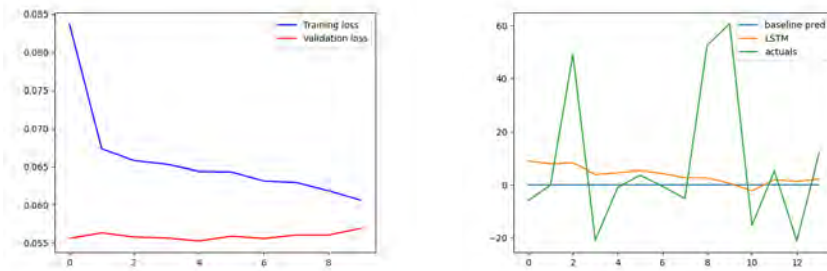 0.085
0.080
0.075
0.070
0.065
0.060
0.055
0 2 4 6 8
Training loss
Validation loss
60
40
20
0
−20
0 2 4 6 8 10 12
baseline pred
LSTM
actuals